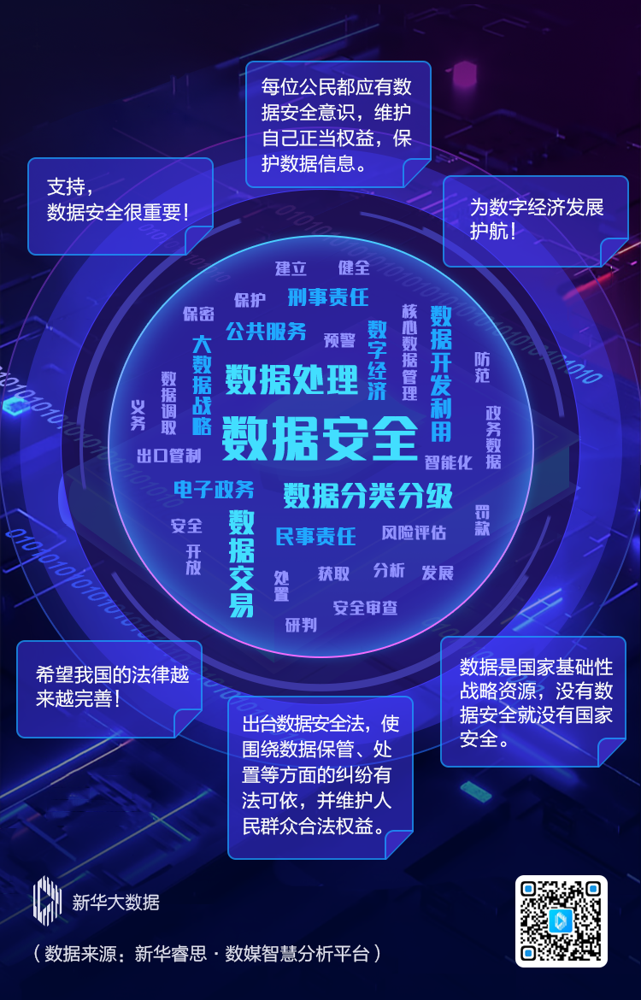 每位公民都应有数
据安全意识，维护
自己正当权益，保
护数据信息。
支持，
数据安全很重要！
为数字经济发展
护航！
建立
健全
保护
刑事责任
保密
公共服务
预警
数字经济
核心数据管理
数据开发利用
大数据战略
数据处理
防范
数据调取
义务
数据安全
政务数据
出口管制
智能化
电子政务
数据分类分级
罚款
安全
数据交易
民事责任
风险评估
开放
处置
获取
分析
发展
安全审查
研判
希望我国的法律越
来越完善！
数据是国家基础性
战略资源，没有数
据安全就没有国家
安全。
出台数据安全法，使
围绕数据保管、处
置等方面的纠纷有
法可依，并维护人
民群众合法权益。
新华大数据
（数据来源：新华睿思·数媒智慧分析平台）